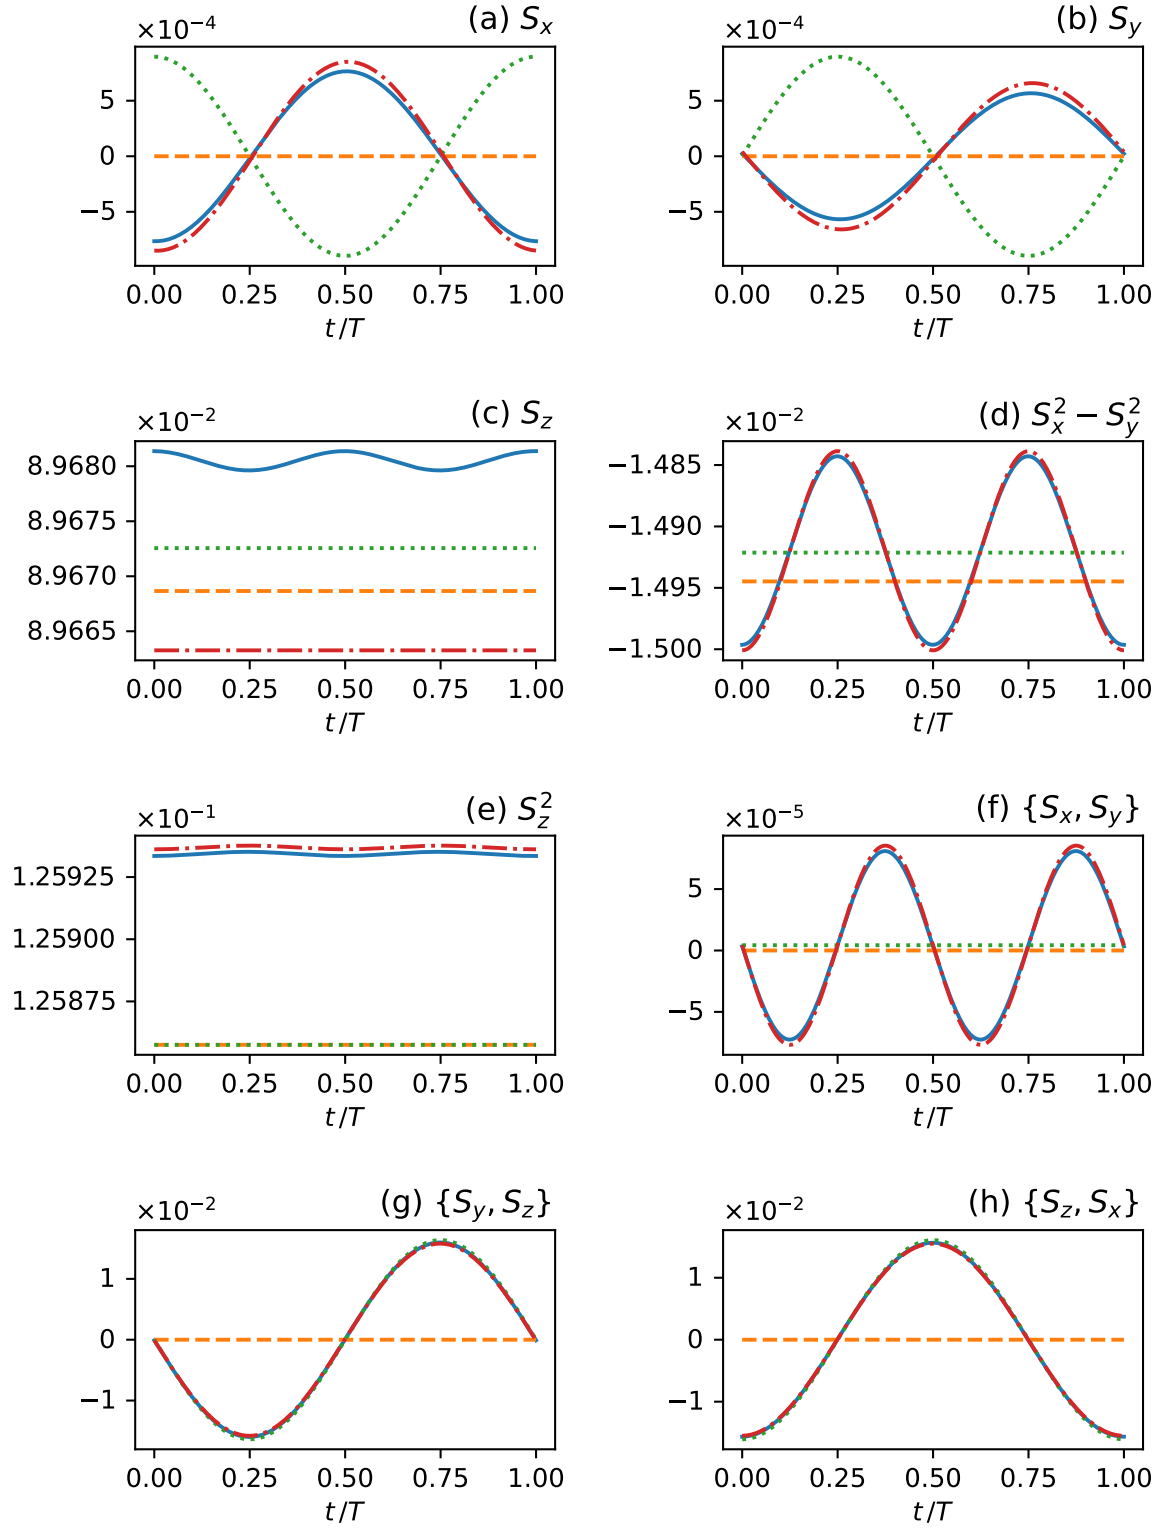 ×10⁻⁴ (a) Sₓ
5
0
−5
0.00 0.25 0.50 0.75 1.00
t/T
×10⁻⁴ (b) S_y
5
0
−5
0.00 0.25 0.50 0.75 1.00
t/T
×10⁻² (c) S_z
8.9680
8.9675
8.9670
8.9665
0.00 0.25 0.50 0.75 1.00
t/T
×10⁻² (d) Sₓ² − S_y²
−1.485
−1.490
−1.495
−1.500
0.00 0.25 0.50 0.75 1.00
t/T
×10⁻¹ (e) S_z²
1.25925
1.25900
1.25875
0.00 0.25 0.50 0.75 1.00
t/T
×10⁻⁵ (f) {Sₓ, S_y}
5
0
−5
0.00 0.25 0.50 0.75 1.00
t/T
×10⁻² (g) {S_y, S_z}
1
0
−1
0.00 0.25 0.50 0.75 1.00
t/T
×10⁻² (h) {S_z, Sₓ}
1
0
−1
0.00 0.25 0.50 0.75 1.00
t/T